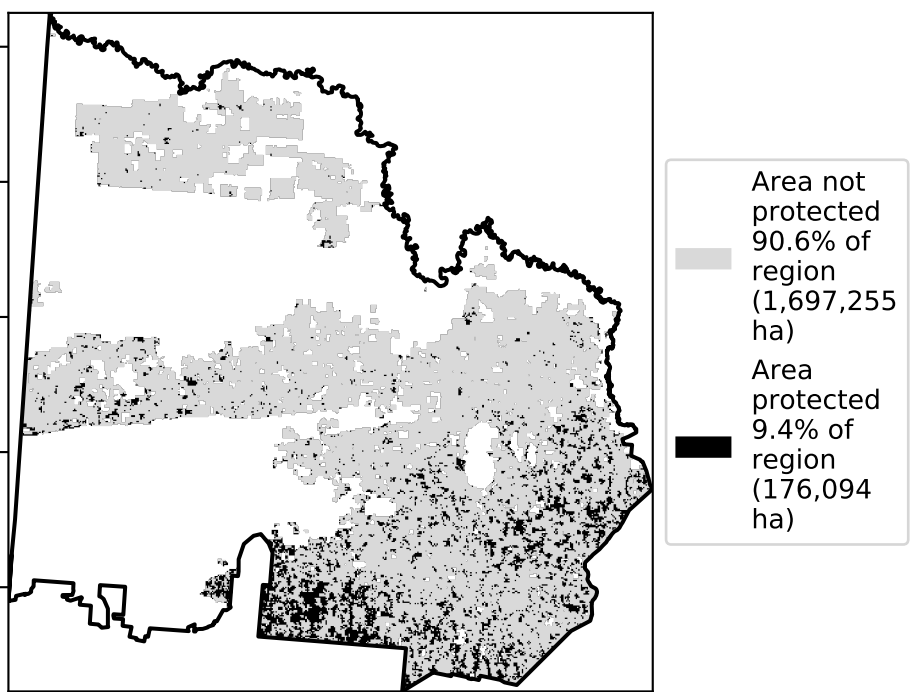 Area not
protected
90.6% of
region
(1,697,255
ha)
Area
protected
9.4% of
region
(176,094
ha)